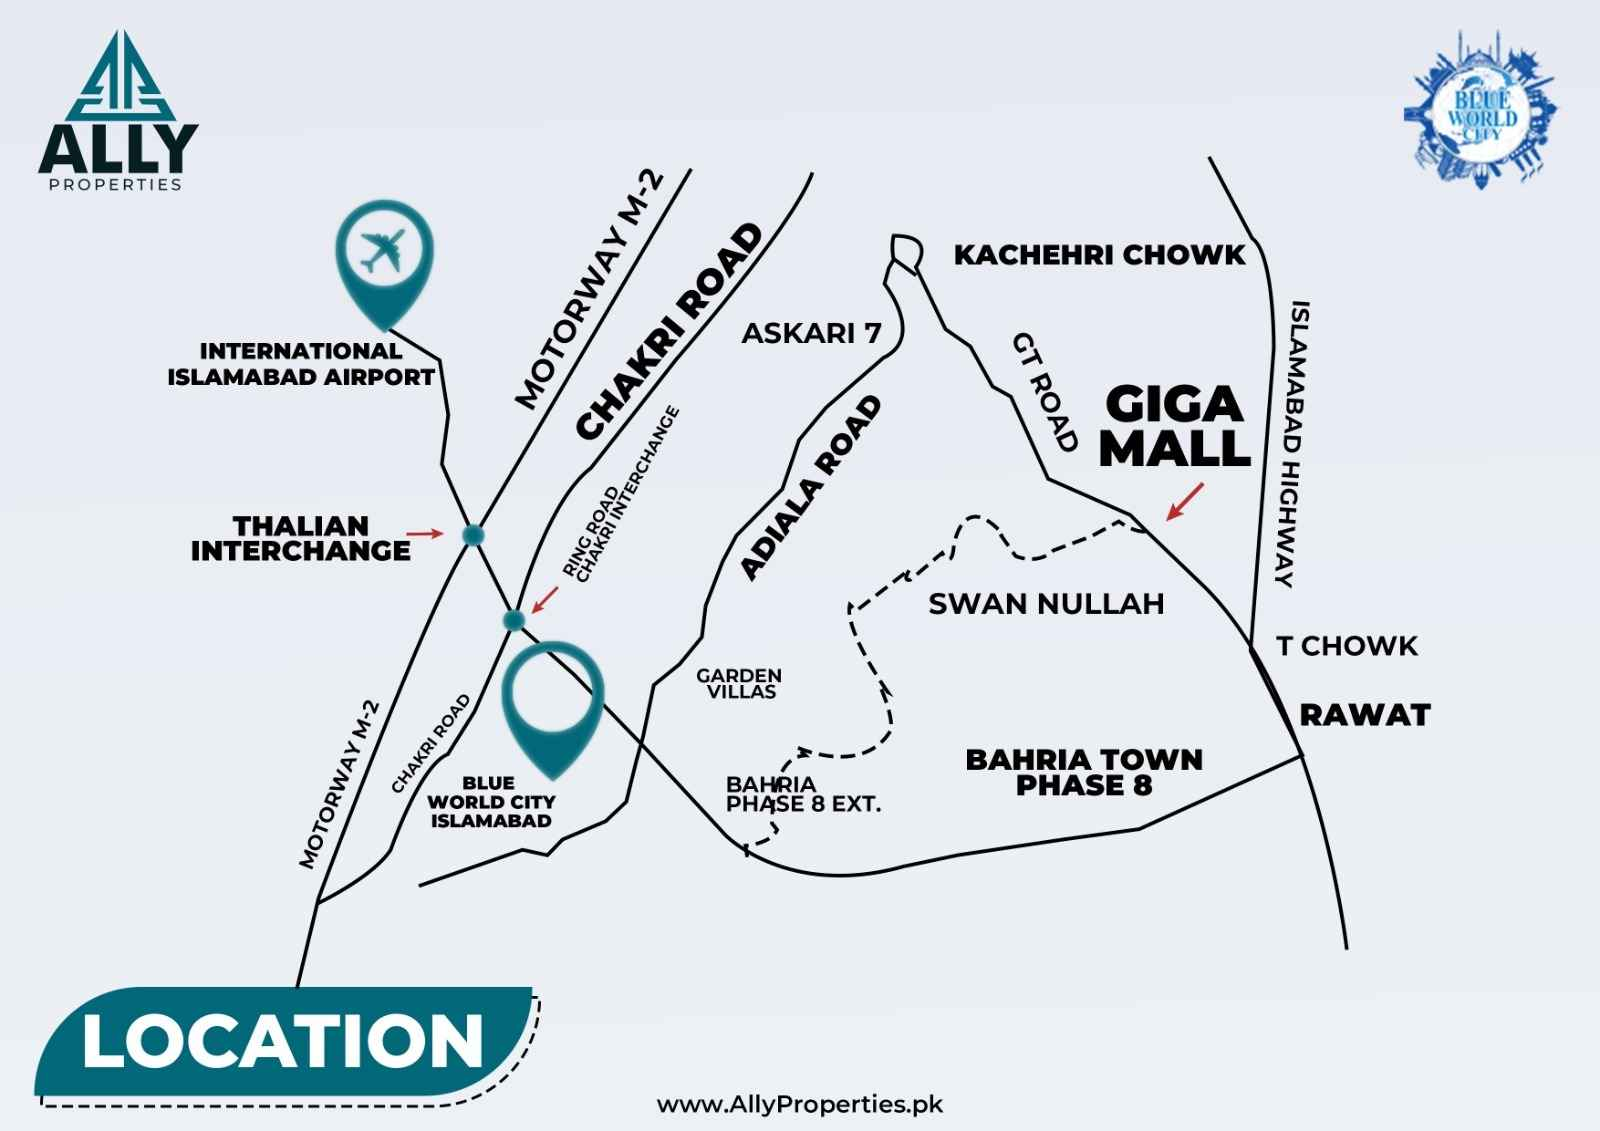 ALLY
PROPERTIES
BLUE
WORLD
CITY
MOTORWAY M-2
CHAKRI ROAD
KACHEHRI CHOWK
ASKARI 7
INTERNATIONAL
ISLAMABAD AIRPORT
GT ROAD
ISLAMABAD HIGHWAY
GIGA
MALL
ADIALA ROAD
RING ROAD
CHAKRI INTERCHANGE
THALIAN
INTERCHANGE
SWAN NULLAH
T CHOWK
GARDEN
VILLAS
RAWAT
MOTORWAY M-2
CHAKRI ROAD
BAHRIA TOWN
PHASE 8
BLUE
WORLD CITY
ISLAMABAD
BAHRIA
PHASE 8 EXT.
LOCATION
www.AllyProperties.pk